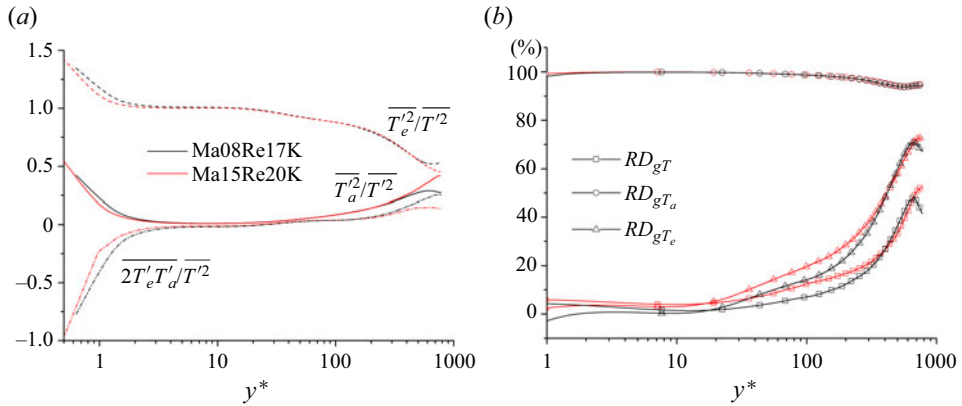 (a)
1.5
1.0
0.5
0
–0.5
–1.0
1
10
100
1000
y*
Ma08Re17K
Ma15Re20K
T′e2/T′2
T′a2/T′2
2T′eT′a/T′2
(b)
(%)
100
80
60
40
20
0
1
10
100
1000
y*
RDgT
RDgTa
RDgTe